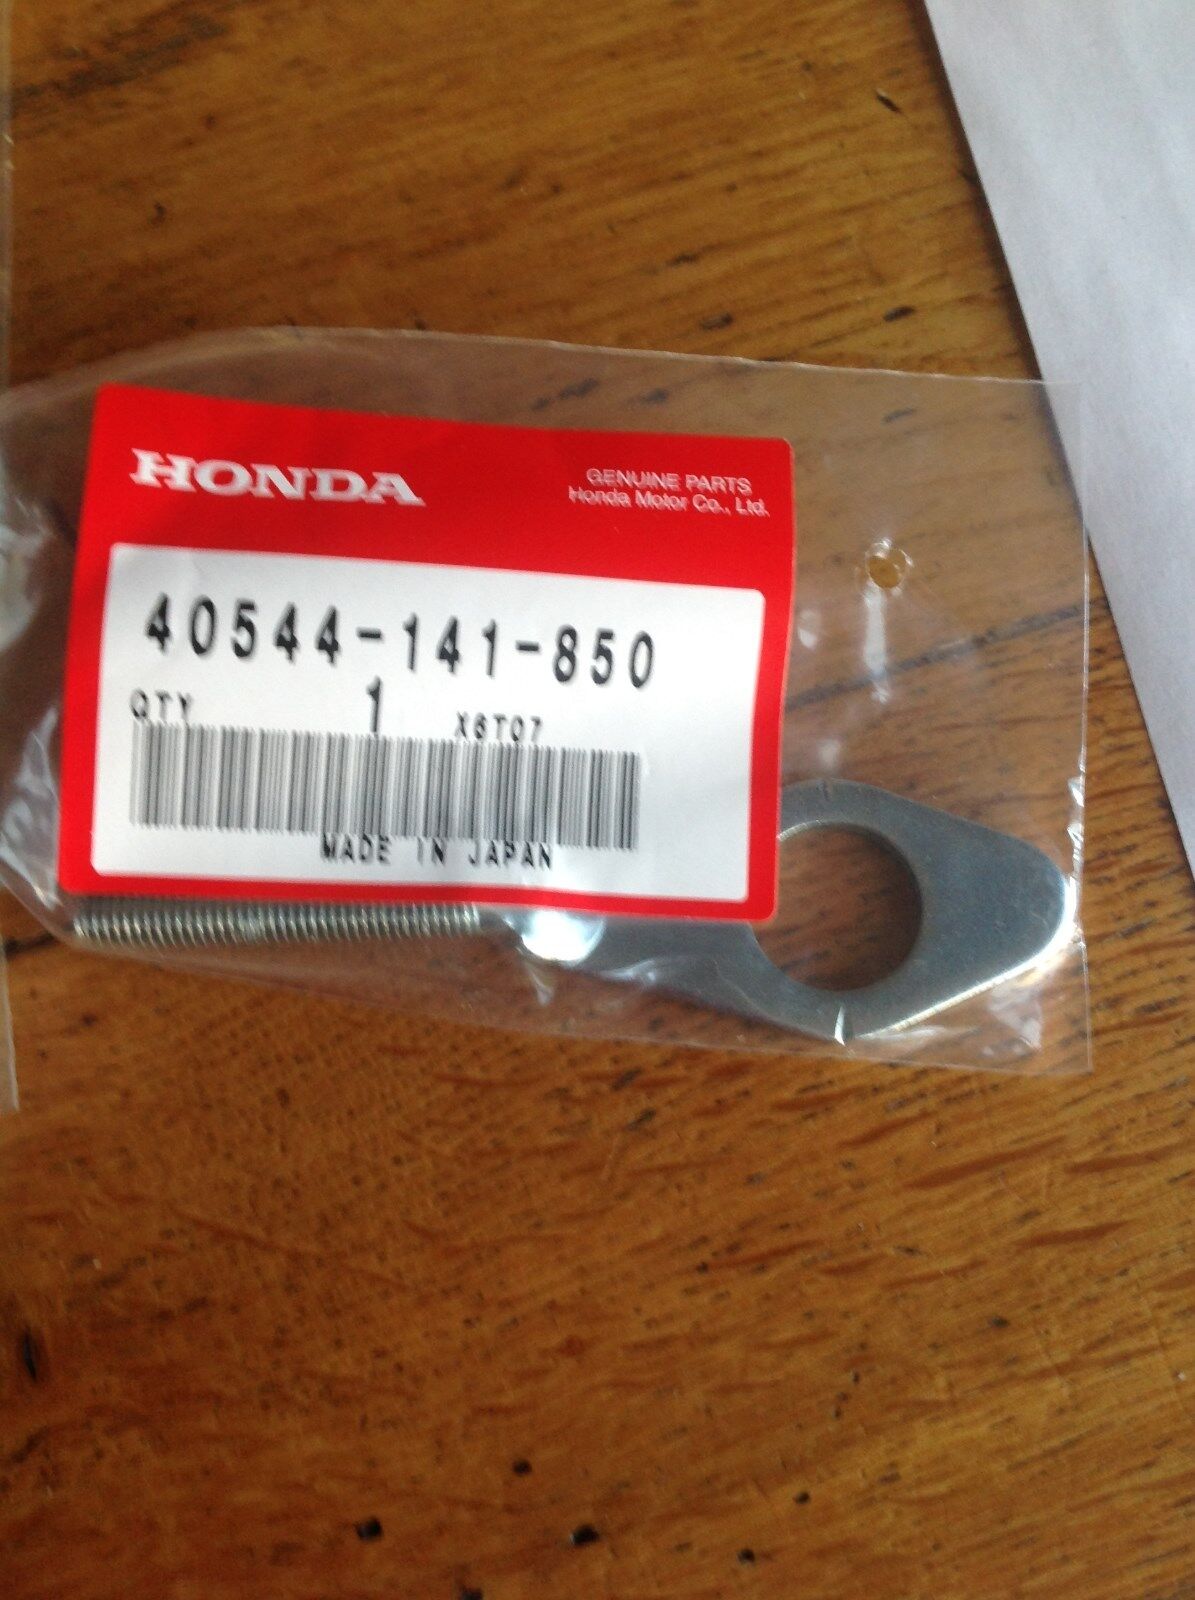 HONDA
GENUINE PARTS
Honda Motor Co., Ltd.
40544-141-850
QTY 1 X6T07
MADE IN JAPAN